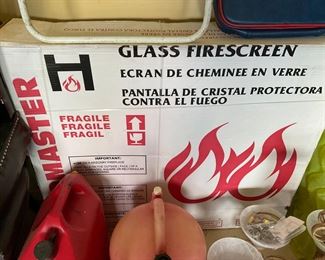 GLASS FIRESCREEN
H
ECRAN DE CHEMINEE EN VERRE
PANTALLA DE CRISTAL PROTECTORA
CONTRA EL FUEGO
MASTER
FRAGILE
FRAGILE
FRAGIL
IMPORTANT: